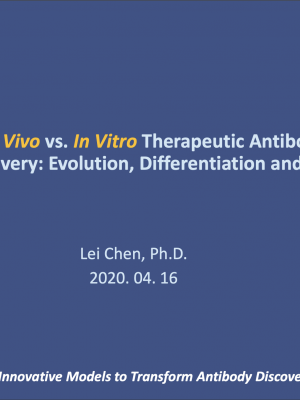 Vivo vs. In Vitro Therapeutic Antibo
very: Evolution, Differentiation and
Lei Chen, Ph.D.
2020. 04. 16
Innovative Models to Transform Antibody Discove